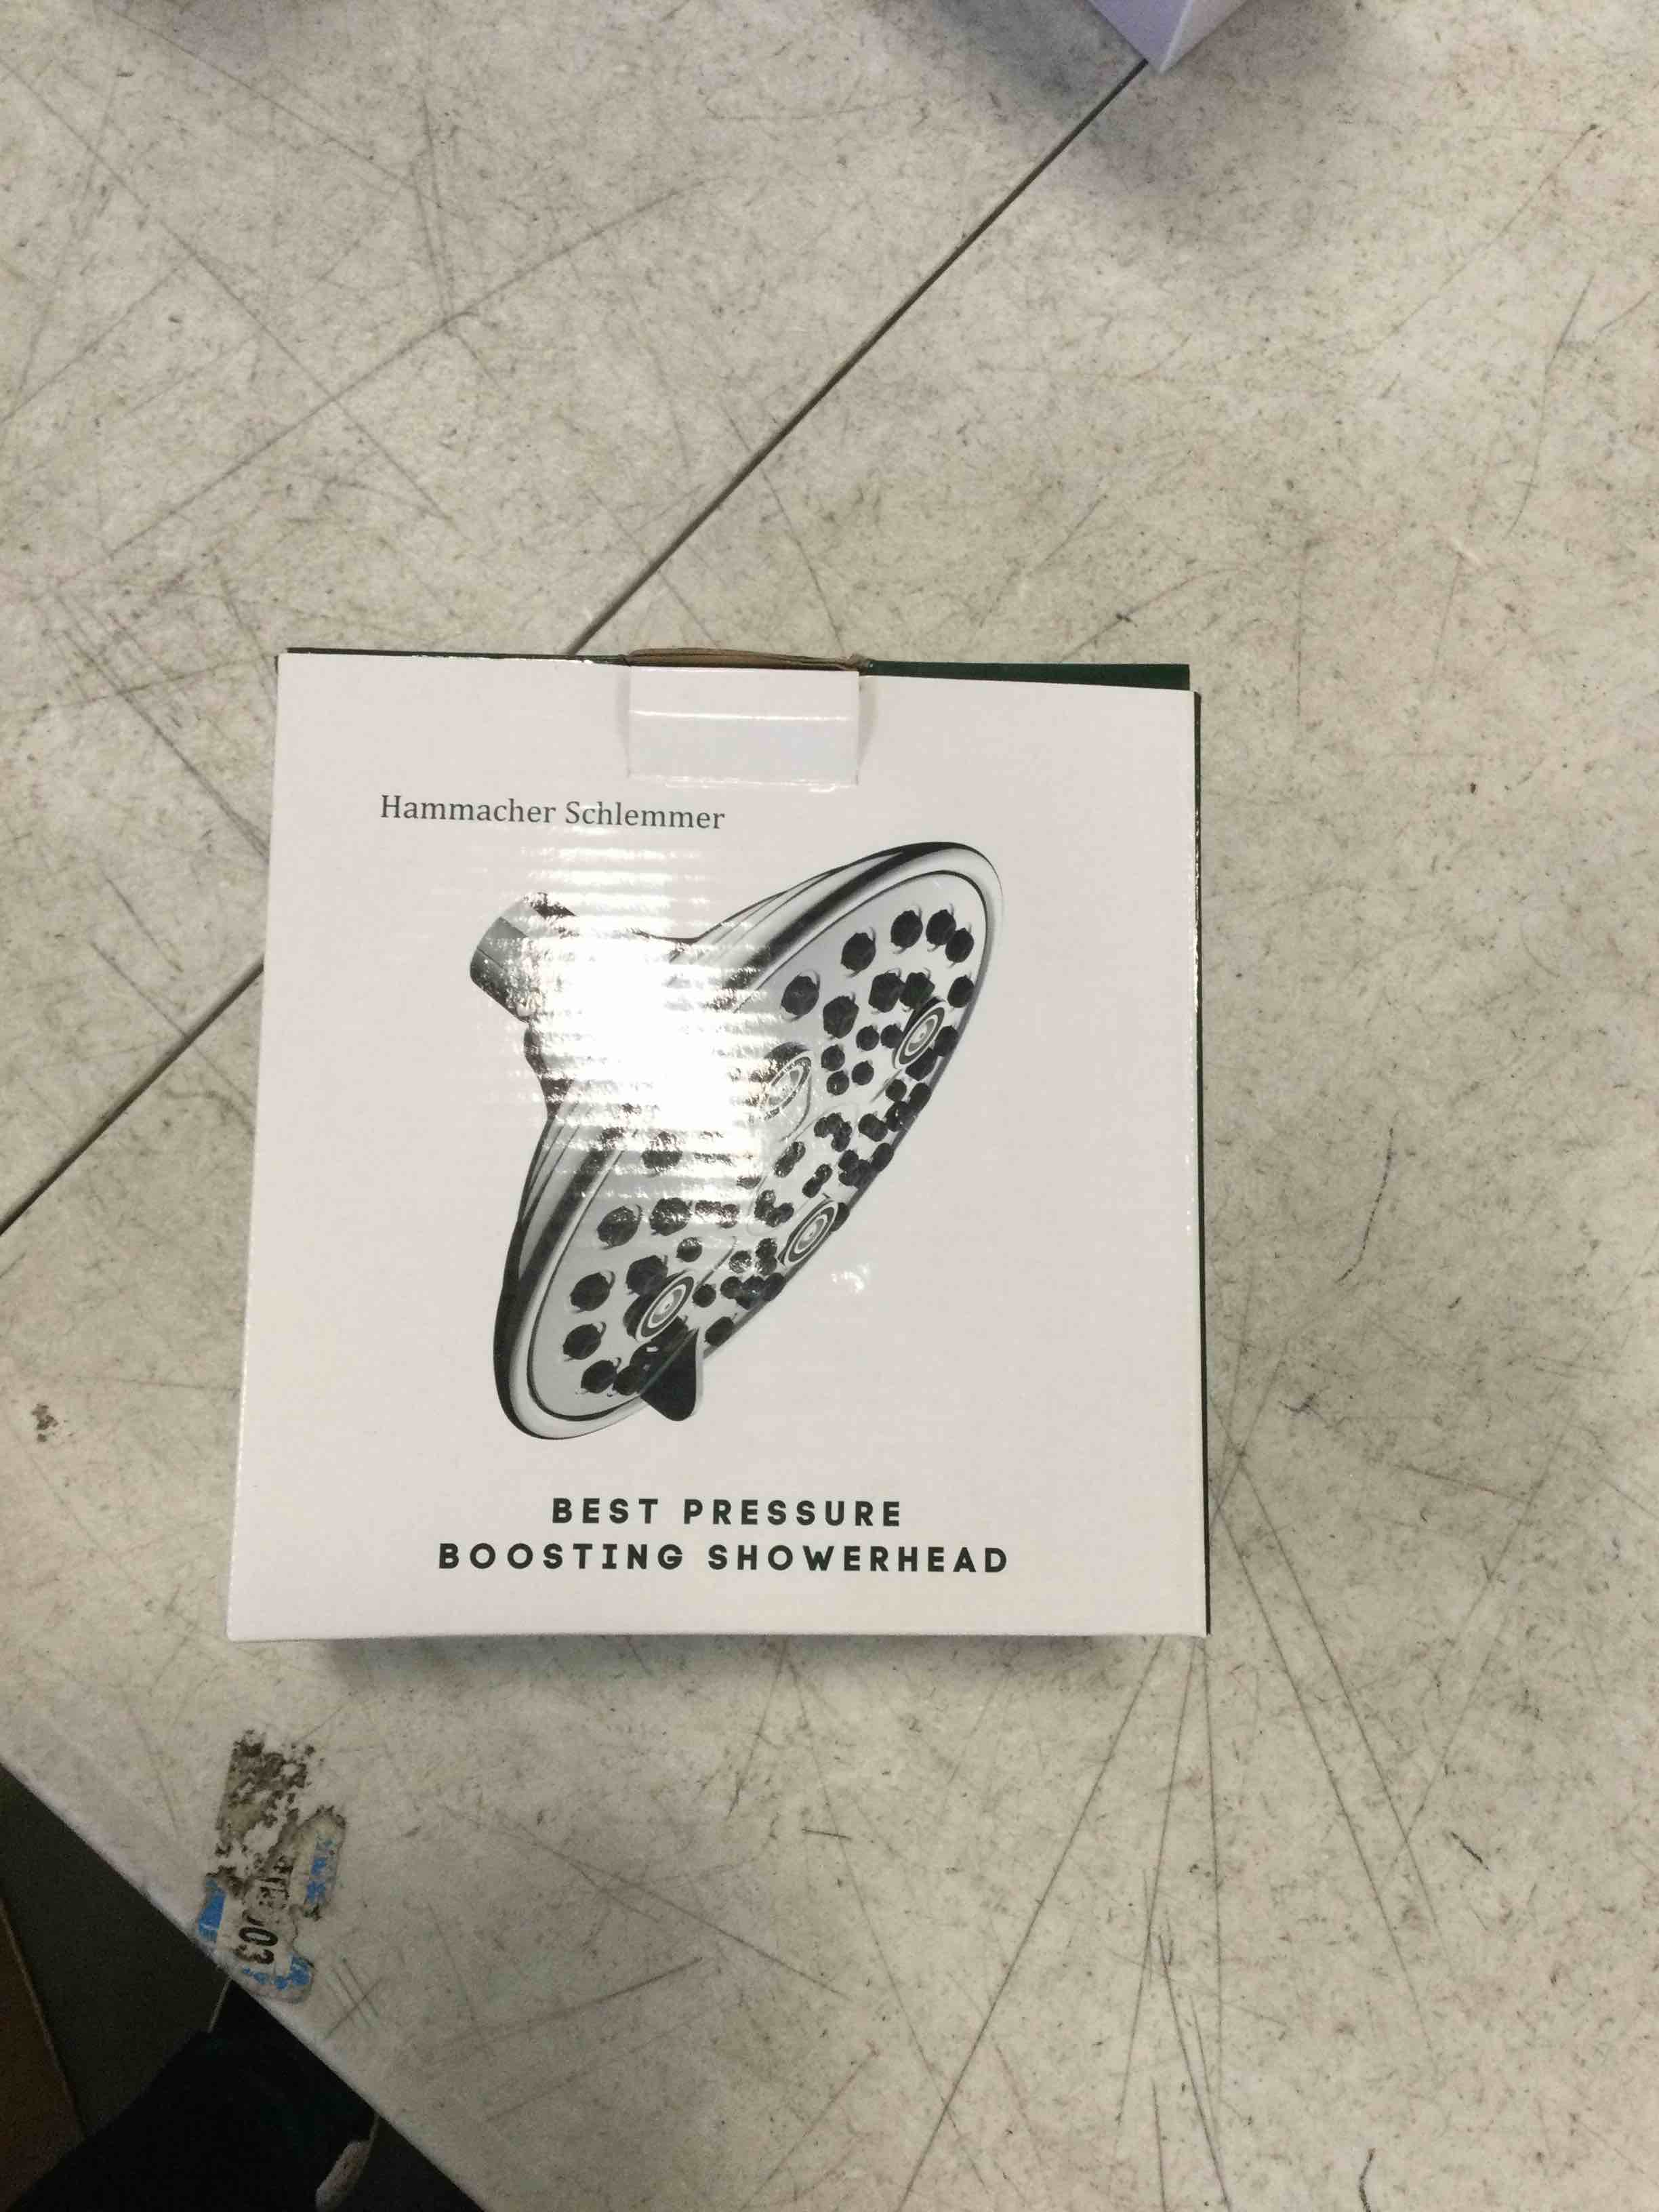 Hammacher Schlemmer
BEST PRESSURE
BOOSTING SHOWERHEAD